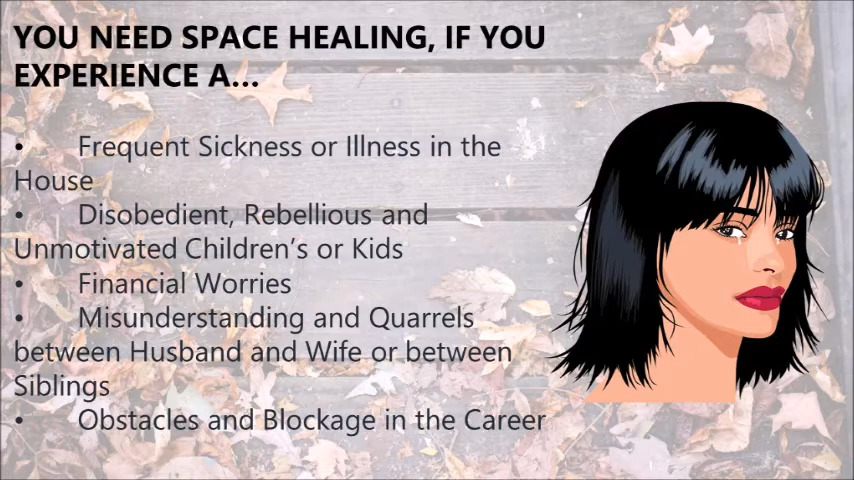 YOU NEED SPACE HEALING, IF YOU
EXPERIENCE A...
• Frequent Sickness or Illness in the
House
• Disobedient, Rebellious and
Unmotivated Children’s or Kids
• Financial Worries
• Misunderstanding and Quarrels
between Husband and Wife or between
Siblings
• Obstacles and Blockage in the Career